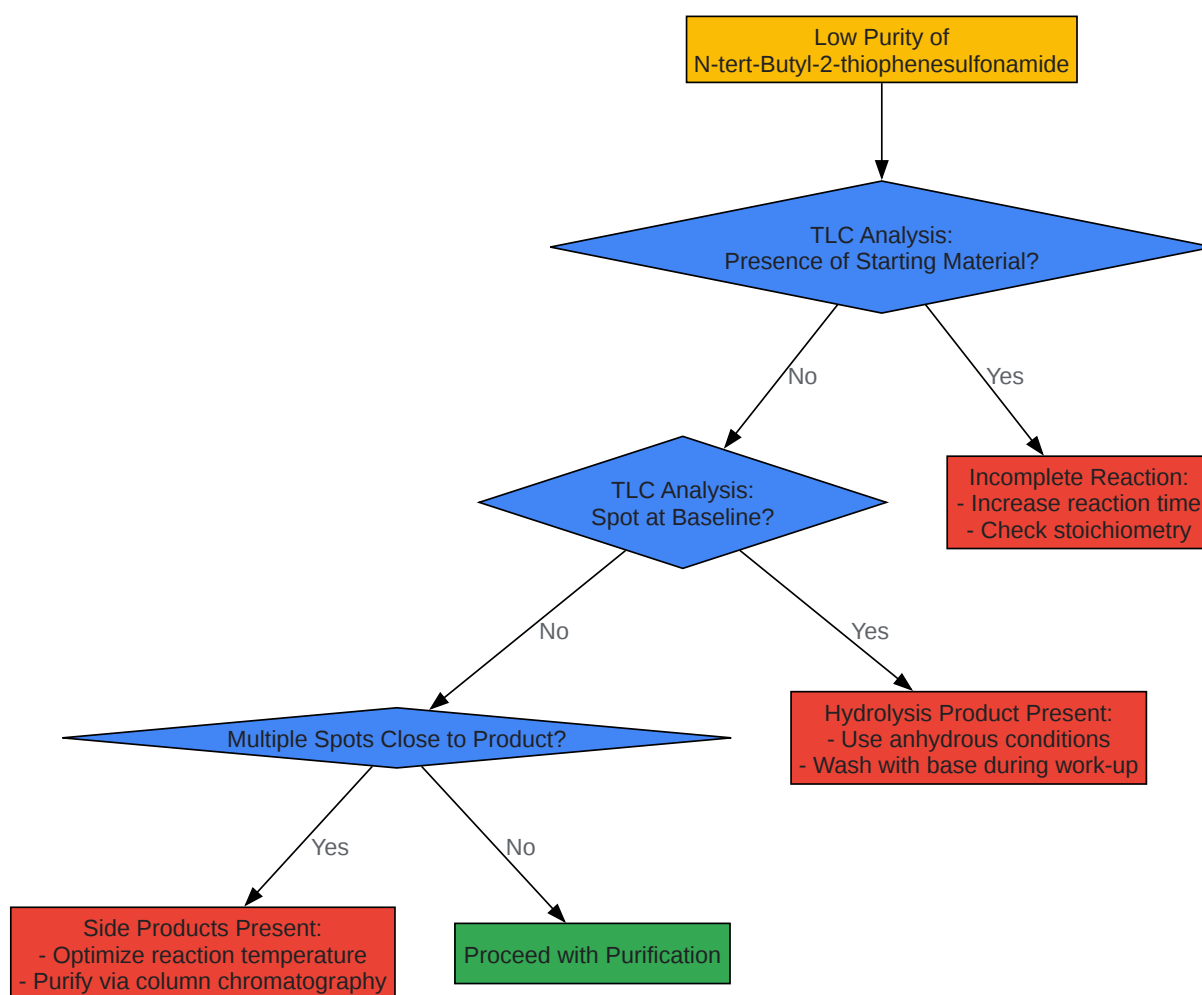 Low Purity of
N-tert-Butyl-2-thiophenesulfonamide
TLC Analysis:
Presence of Starting Material?
No
Yes
TLC Analysis:
Spot at Baseline?
Incomplete Reaction:
- Increase reaction time
- Check stoichiometry
No
Yes
Multiple Spots Close to Product?
Hydrolysis Product Present:
- Use anhydrous conditions
- Wash with base during work-up
Yes
No
Side Products Present:
- Optimize reaction temperature
- Purify via column chromatography
Proceed with Purification